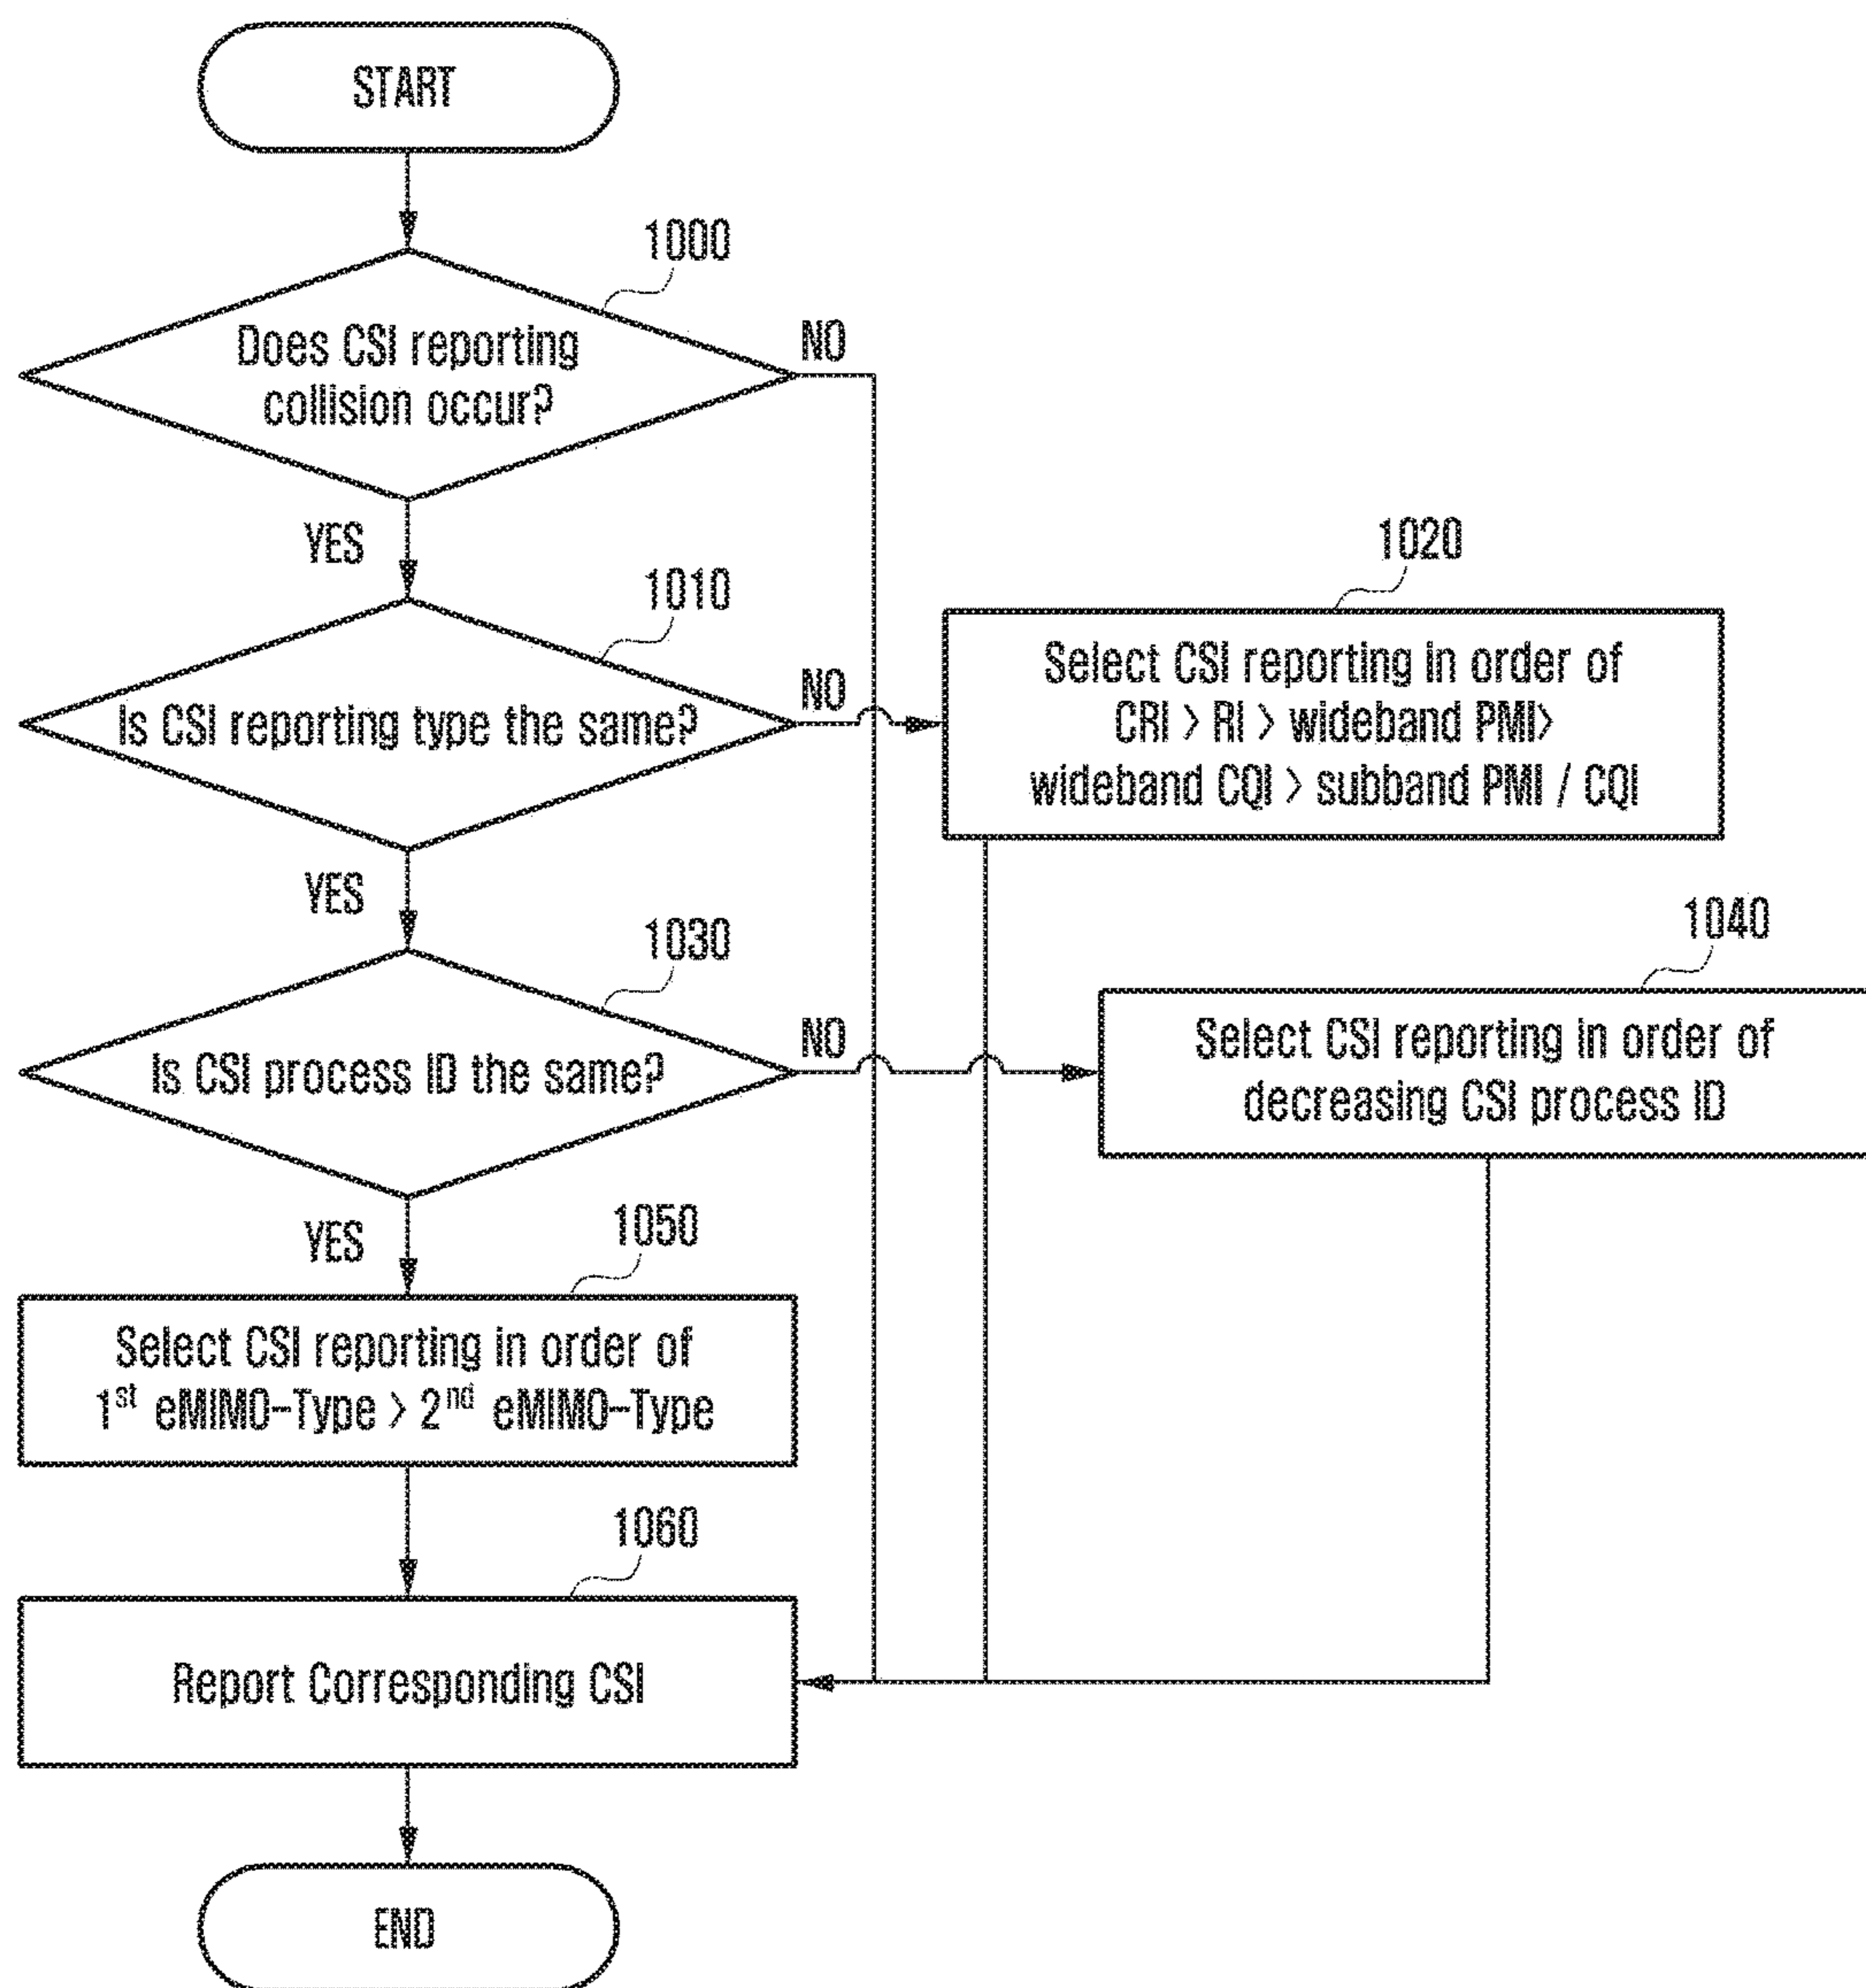 START
1000
Does CSI reporting
collision occur?
NO
YES
1010
Is CSI reporting type the same?
NO
1020
Select CSI reporting in order of
CRI > RI > wideband PMI>
wideband CQI > subband PMI / CQI
YES
1030
Is CSI process ID the same?
NO
1040
Select CSI reporting in order of
decreasing CSI process ID
YES
1050
Select CSI reporting in order of
1st eMIMO-Type > 2nd eMIMO-Type
1060
Report Corresponding CSI
END